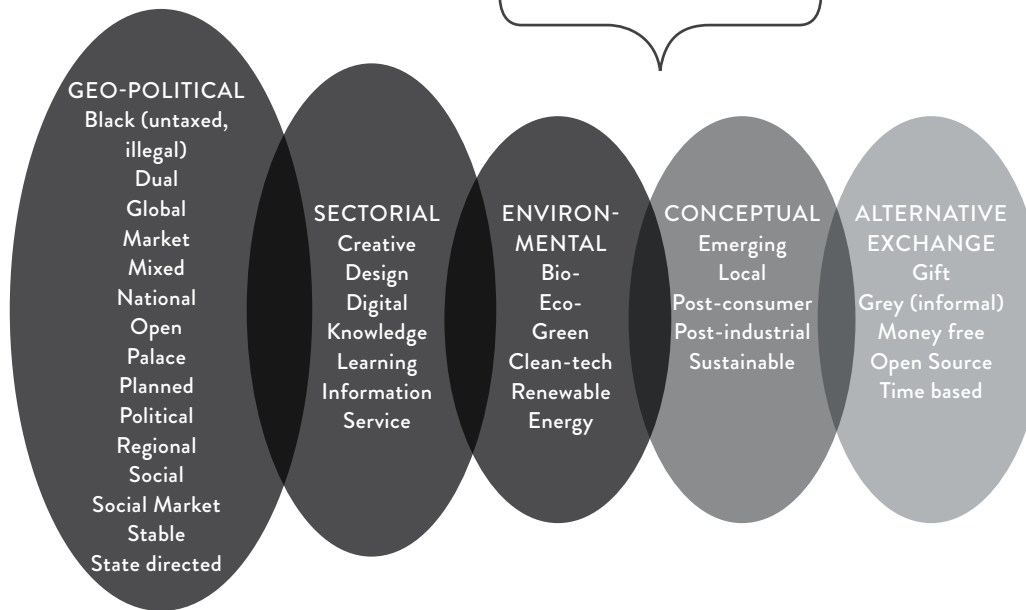 GEO-POLITICAL
Black (untaxed,
illegal)
Dual
Global
Market
Mixed
National
Open
Palace
Planned
Political
Regional
Social
Social Market
Stable
State directed
SECTORIAL
Creative
Design
Digital
Knowledge
Learning
Information
Service
ENVIRON-
MENTAL
Bio-
Eco-
Green
Clean-tech
Renewable
Energy
CONCEPTUAL
Emerging
Local
Post-consumer
Post-industrial
Sustainable
ALTERNATIVE
EXCHANGE
Gift
Grey (informal)
Money free
Open Source
Time based